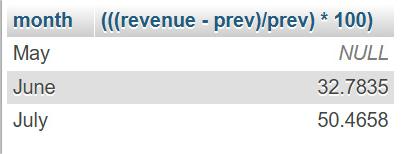 month (((revenue - prev)/prev) * 100)
May NULL
June 32.7835
July 50.4658